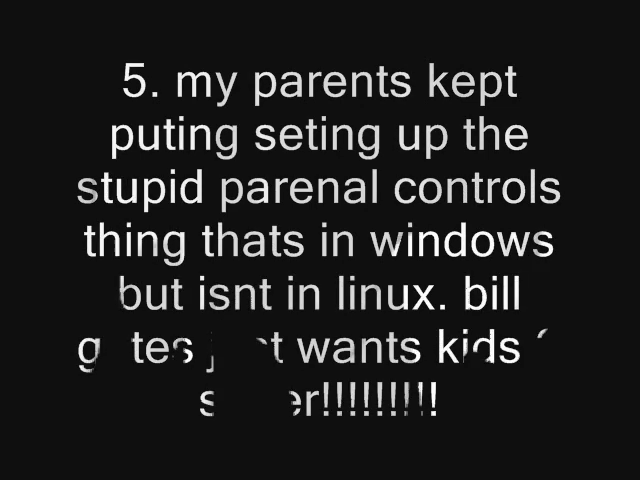 5. my parents kept
puting seting up the
stupid parenal controls
thing thats in windows
but isnt in linux. bill
wants kids